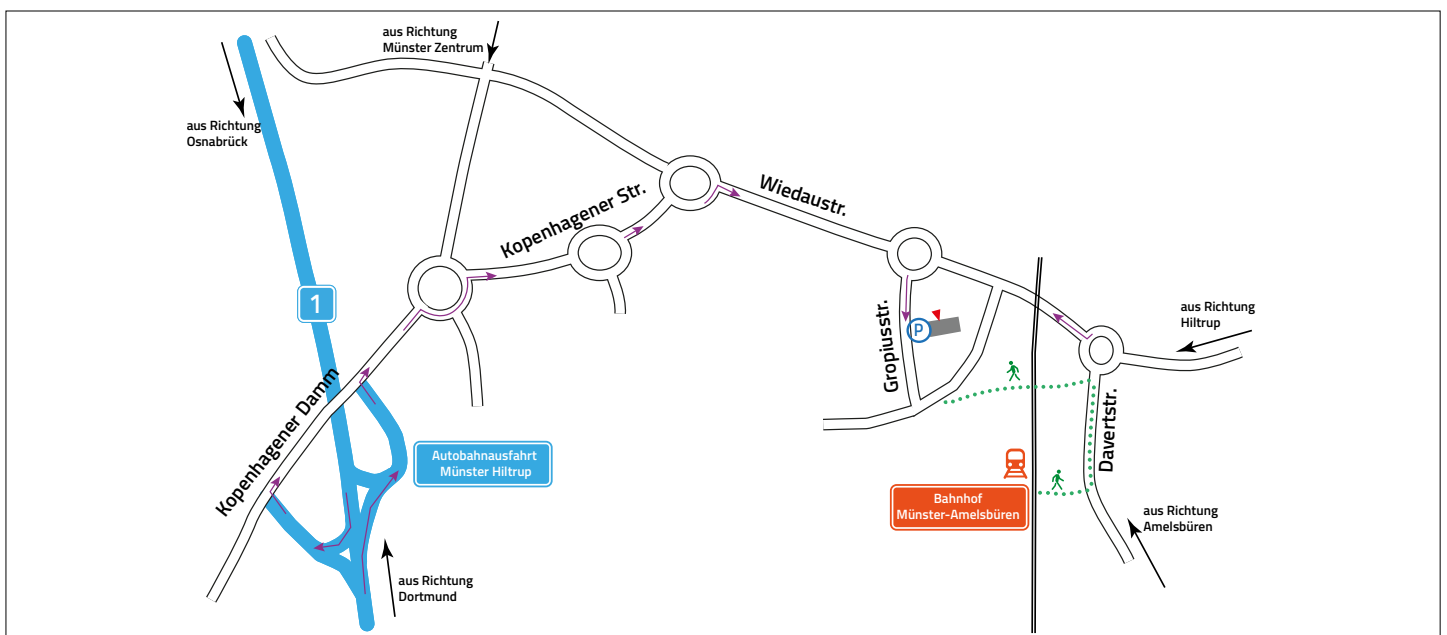 aus Richtung
Münster Zentrum
aus Richtung
Osnabrück
Wiedaustr.
Kopenhagener Str.
1
aus Richtung
Hiltrup
P
Gropiusstr.
Kopenhagener Damm
Davertstr.
Autobahnausfahrt
Münster Hiltrup
Bahnhof
Münster-Amelsbüren
aus Richtung
Amelsbüren
aus Richtung
Dortmund